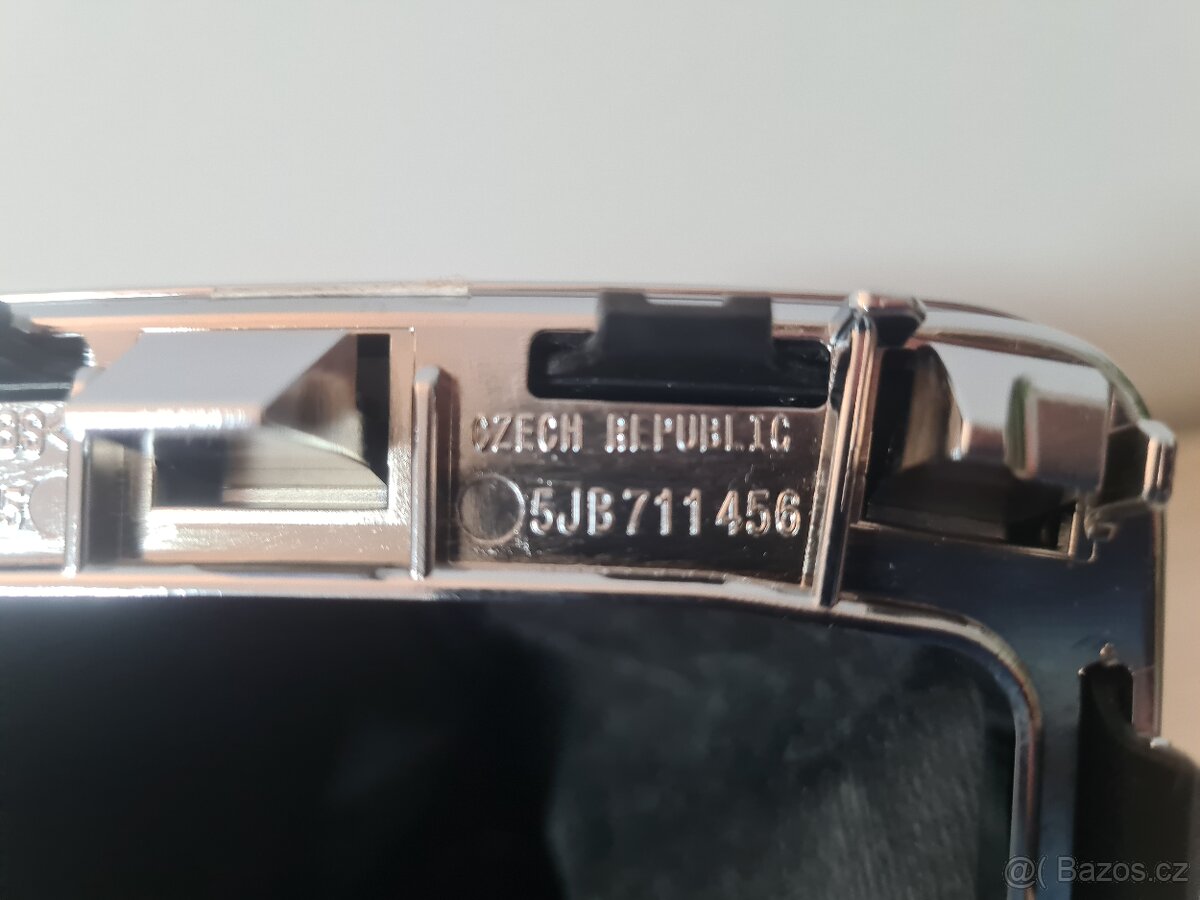 CZECH REPUBLIC
5JB711456
@( Bazos.cz